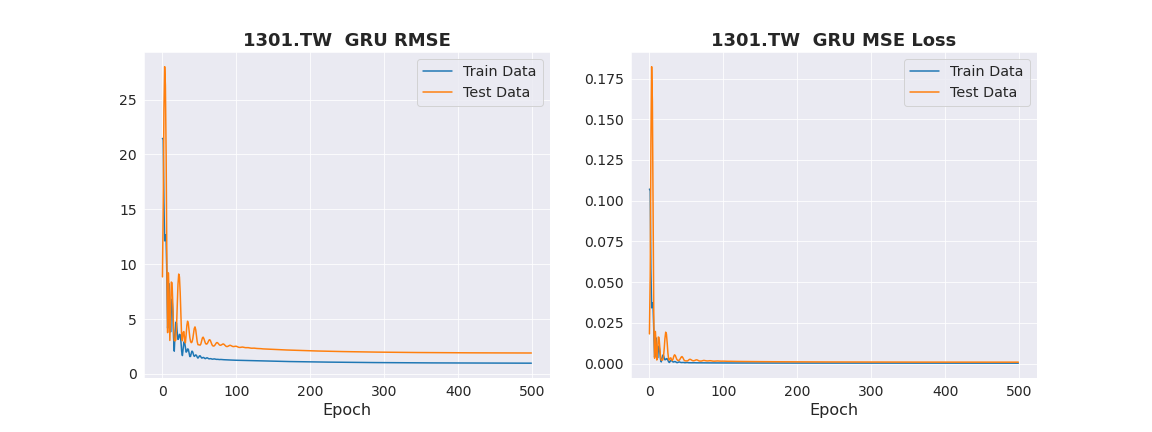 1301.TW  GRU RMSE
Train Data
Test Data
25
20
15
10
5
0
0 100 200 300 400 500
Epoch
1301.TW  GRU MSE Loss
Train Data
Test Data
0.175
0.150
0.125
0.100
0.075
0.050
0.025
0.000
0 100 200 300 400 500
Epoch